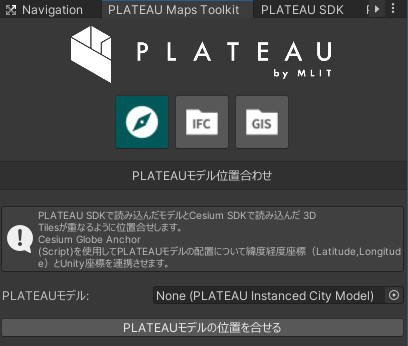 Navigation PLATEAU Maps Toolkit PLATEAU SDK
PLATEAU
by MLIT
IFC GIS
PLATEAUモデル位置合わせ
PLATEAU SDKで読み込んだモデルとCesium SDKで読み込んだ 3D
Tilesが重なるように位置合せします。
Cesium Globe Anchor
(Script)を使用してPLATEAUモデルの配置について緯度経度座標（Latitude,Longitud
e）とUnity座標を連携させます。
PLATEAUモデル: None (PLATEAU Instanced City Model)
PLATEAUモデルの位置を合せる